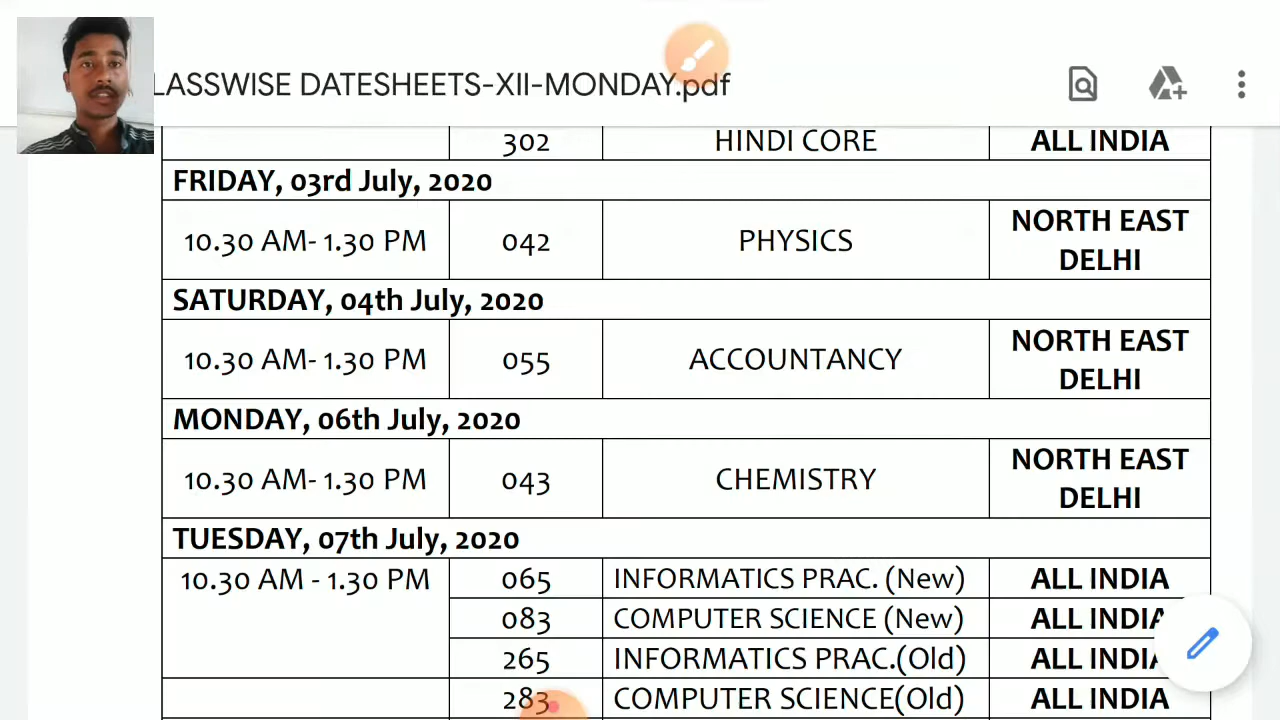 LASSWISE DATESHEETS-XII-MONDAY.pdf
302 HINDI CORE ALL INDIA
FRIDAY, 03rd July, 2020
10.30 AM- 1.30 PM 042 PHYSICS NORTH EAST DELHI
SATURDAY, 04th July, 2020
10.30 AM- 1.30 PM 055 ACCOUNTANCY NORTH EAST DELHI
MONDAY, 06th July, 2020
10.30 AM- 1.30 PM 043 CHEMISTRY NORTH EAST DELHI
TUESDAY, 07th July, 2020
10.30 AM - 1.30 PM 065 INFORMATICS PRAC. (New) ALL INDIA
083 COMPUTER SCIENCE (New) ALL INDIA
265 INFORMATICS PRAC.(Old) ALL INDIA
283 COMPUTER SCIENCE(Old) ALL INDIA